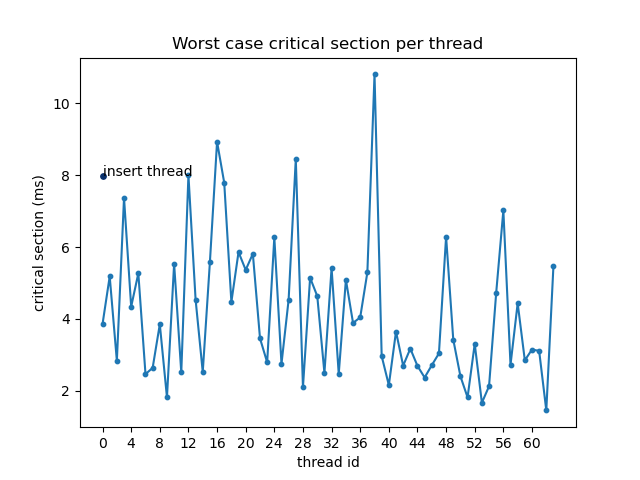 Worst case critical section per thread
critical section (ms)
10
8
6
4
2
insert thread
0 4 8 12 16 20 24 28 32 36 40 44 48 52 56 60
thread id